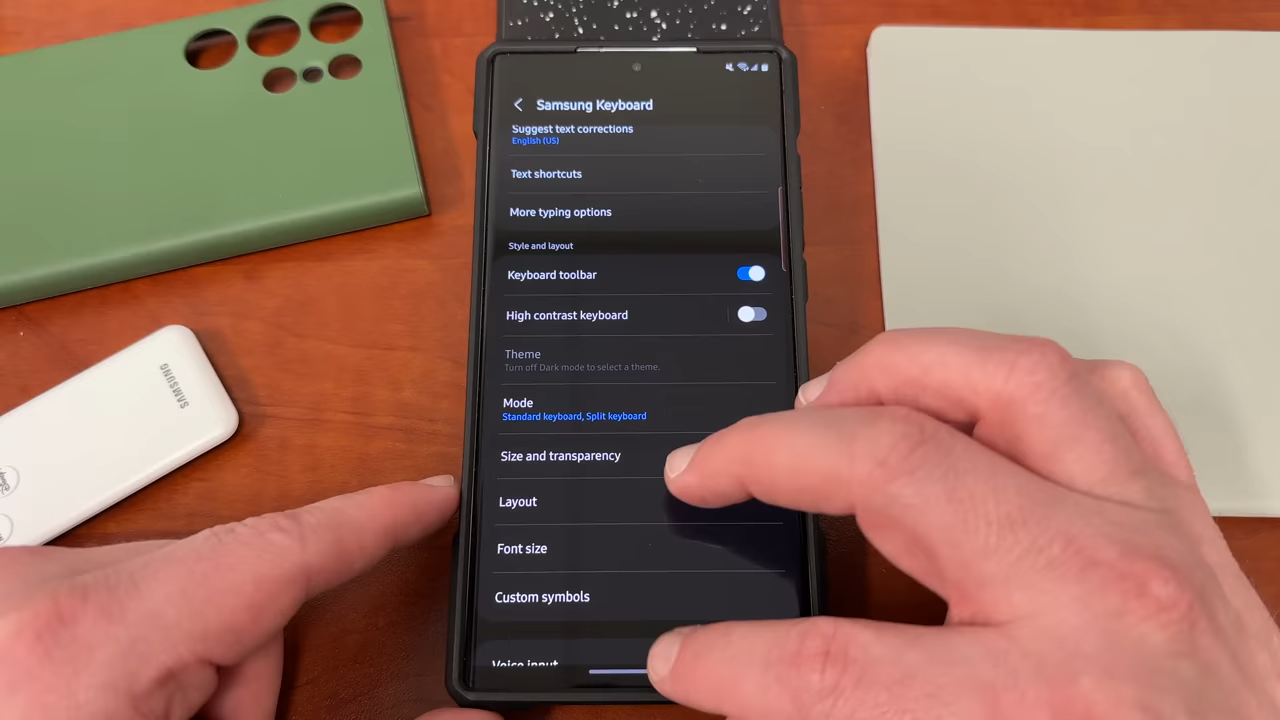 Samsung Keyboard
Suggest text corrections
English (US)
Text shortcuts
More typing options
Style and layout
Keyboard toolbar
High contrast keyboard
Theme
Turn off Dark mode to select a theme.
Mode
Standard keyboard, Split keyboard
Size and transparency
Layout
Font size
Custom symbols
Voice input
SAMSUNG